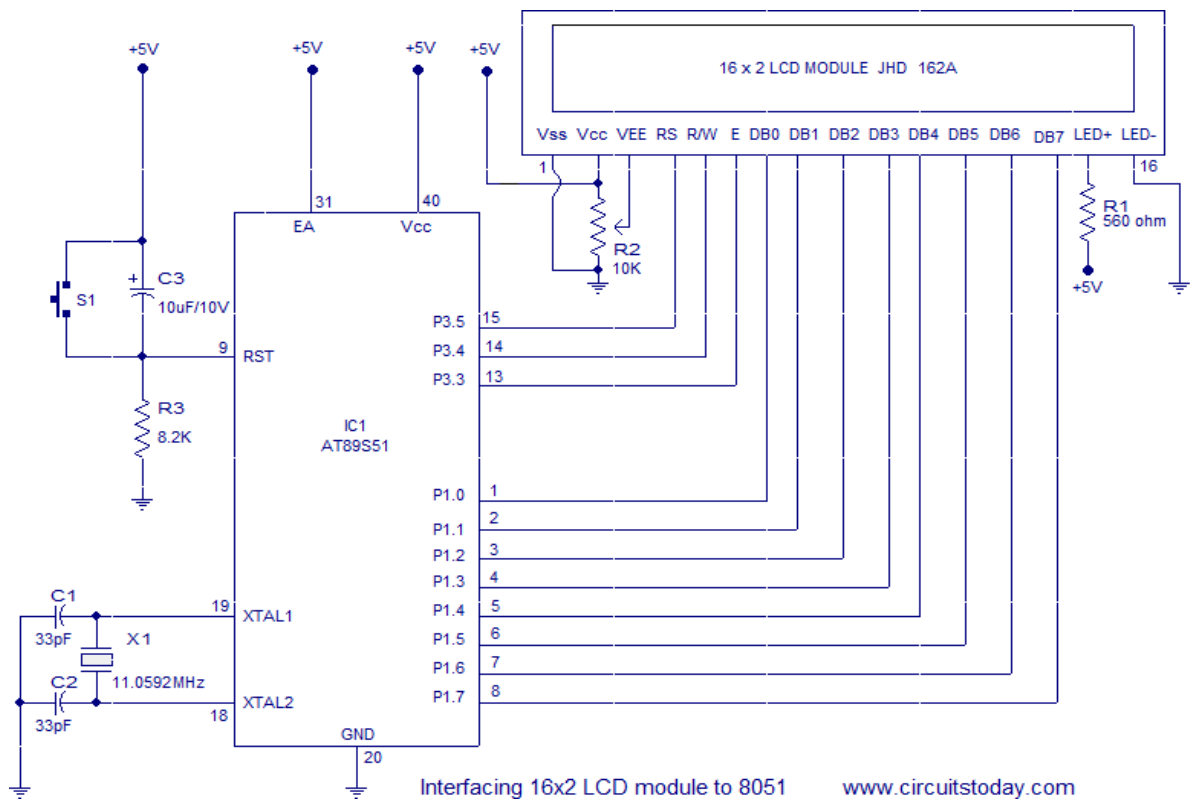 +5V
+5V
+5V
+5V
16 x 2 LCD MODULE JHD 162A
Vss Vcc VEE RS R/W E DB0 DB1 DB2 DB3 DB4 DB5 DB6 DB7 LED+ LED-
1
16
31
40
EA
Vcc
R2
10K
R1
560 ohm
+5V
C3
10uF/10V
+
S1
9
RST
R3
8.2K
IC1
AT89S51
P3.5
15
P3.4
14
P3.3
13
P1.0
1
P1.1
2
P1.2
3
P1.3
4
P1.4
5
P1.5
6
P1.6
7
P1.7
8
C1
33pF
19
XTAL1
X1
11.0592MHz
C2
33pF
18
XTAL2
GND
20
Interfacing 16x2 LCD module to 8051
www.circuitstoday.com